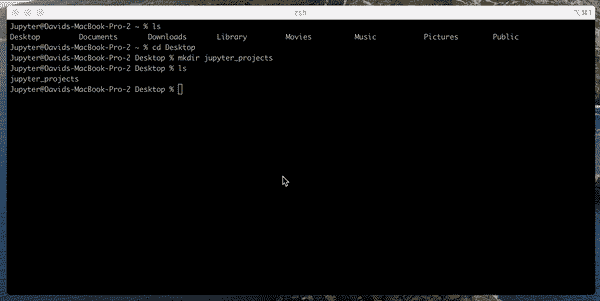 zsh
⌥⌘1
Jupyter@Davids-MacBook-Pro-2 ~ % ls
Desktop Documents Downloads Library Movies Music Pictures Public
Jupyter@Davids-MacBook-Pro-2 ~ % cd Desktop
Jupyter@Davids-MacBook-Pro-2 Desktop % mkdir jupyter_projects
Jupyter@Davids-MacBook-Pro-2 Desktop % ls
jupyter_projects
Jupyter@Davids-MacBook-Pro-2 Desktop %